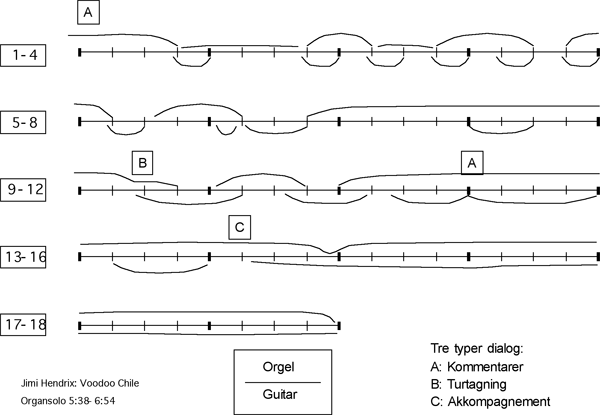 A
1- 4
5- 8
B
A
9 - 12
C
13- 16
17- 18
Orgel
Guitar
Tre typer dialog:
A: Kommentarer
B: Turtagning
C: Akkompagnement
Jimi Hendrix: Voodoo Chile
Organsolo 5:38- 6:54